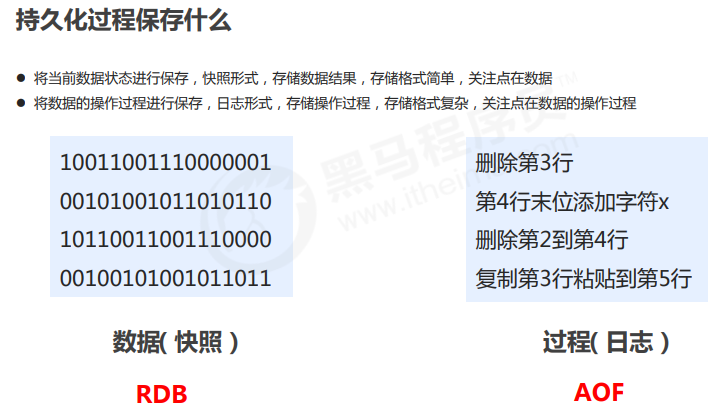 持久化过程保存什么
● 将当前数据状态进行保存，快照形式，存储数据结果，存储格式简单，关注点在数据
● 将数据的操作过程进行保存，日志形式，存储操作过程，存储格式复杂，关注点在数据的操作过程
10011001110000001
00101001011010110
10110011001110000
00100101001011011
数据( 快照 )
RDB
删除第3行
第4行末位添加字符x
删除第2到第4行
复制第3行粘贴到第5行
过程( 日志 )
AOF
黑马程序员™